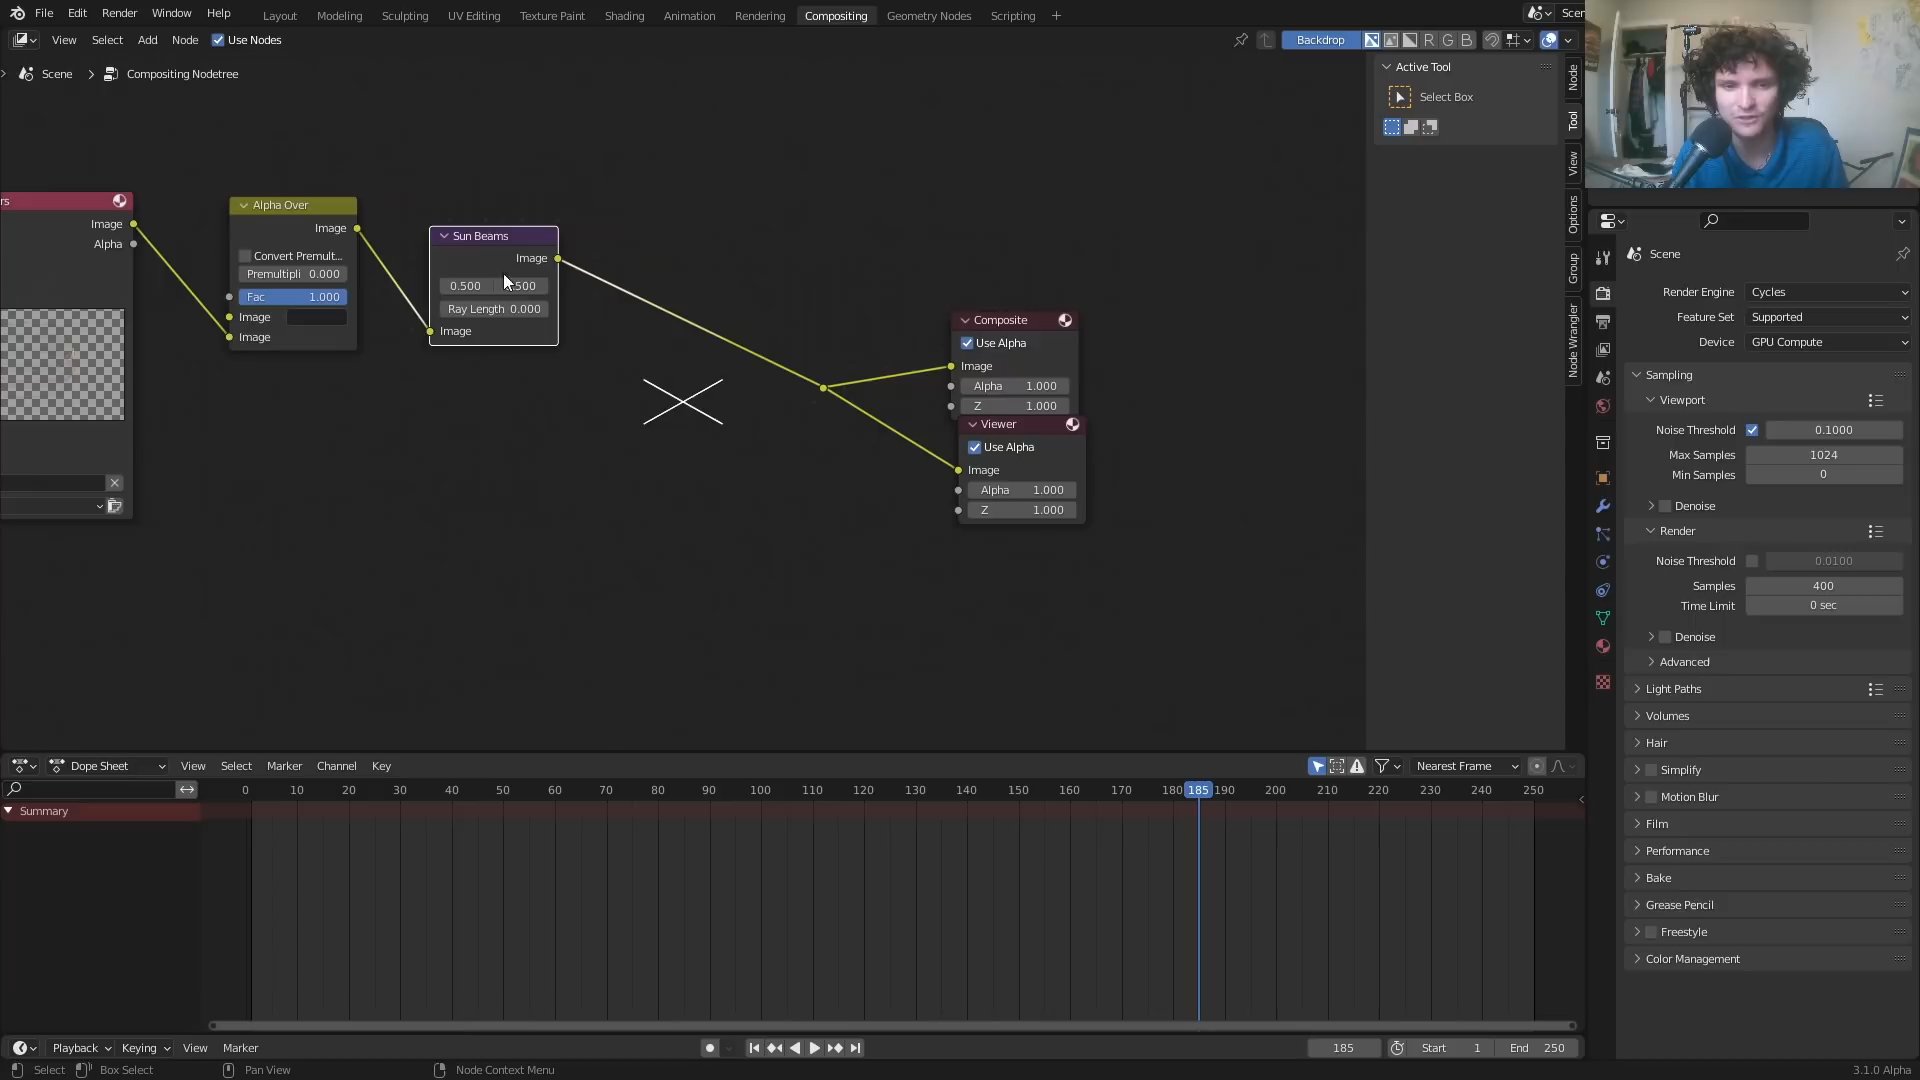 File Edit Render Window Help
Layout Modeling Sculpting UV Editing Texture Paint Shading Animation Rendering Compositing Geometry Nodes Scripting +
View Select Add Node Use Nodes
Backdrop R G B
Scene > Compositing Nodetree
Active Tool
Select Box
Node
Tool
View
Options
Group
Node Wrangler
Image
Alpha
Alpha Over
Image
Convert Premult...
Premultipli 0.000
Fac 1.000
Image
Image
Sun Beams
Image
0.500
Ray Length 0.000
Image
Composite
Use Alpha
Image
Alpha 1.000
Z 1.000
Viewer
Use Alpha
Image
Alpha 1.000
Z 1.000
Scene
Render Engine Cycles
Feature Set Supported
Device GPU Compute
Sampling
Viewport
Noise Threshold 0.1000
Max Samples 1024
Min Samples 0
Denoise
Render
Noise Threshold 0.0100
Samples 400
Time Limit 0 sec
Denoise
Advanced
Light Paths
Volumes
Hair
Simplify
Motion Blur
Film
Performance
Bake
Grease Pencil
Freestyle
Color Management
Dope Sheet View Select Marker Channel Key Nearest Frame
0 10 20 30 40 50 60 70 80 90 100 110 120 130 140 150 160 170 180 185 190 200 210 220 230 240 250
Summary
Playback Keying View Marker 185 Start 1 End 250
Select Box Select Pan View Node Context Menu 3.1.0 Alpha